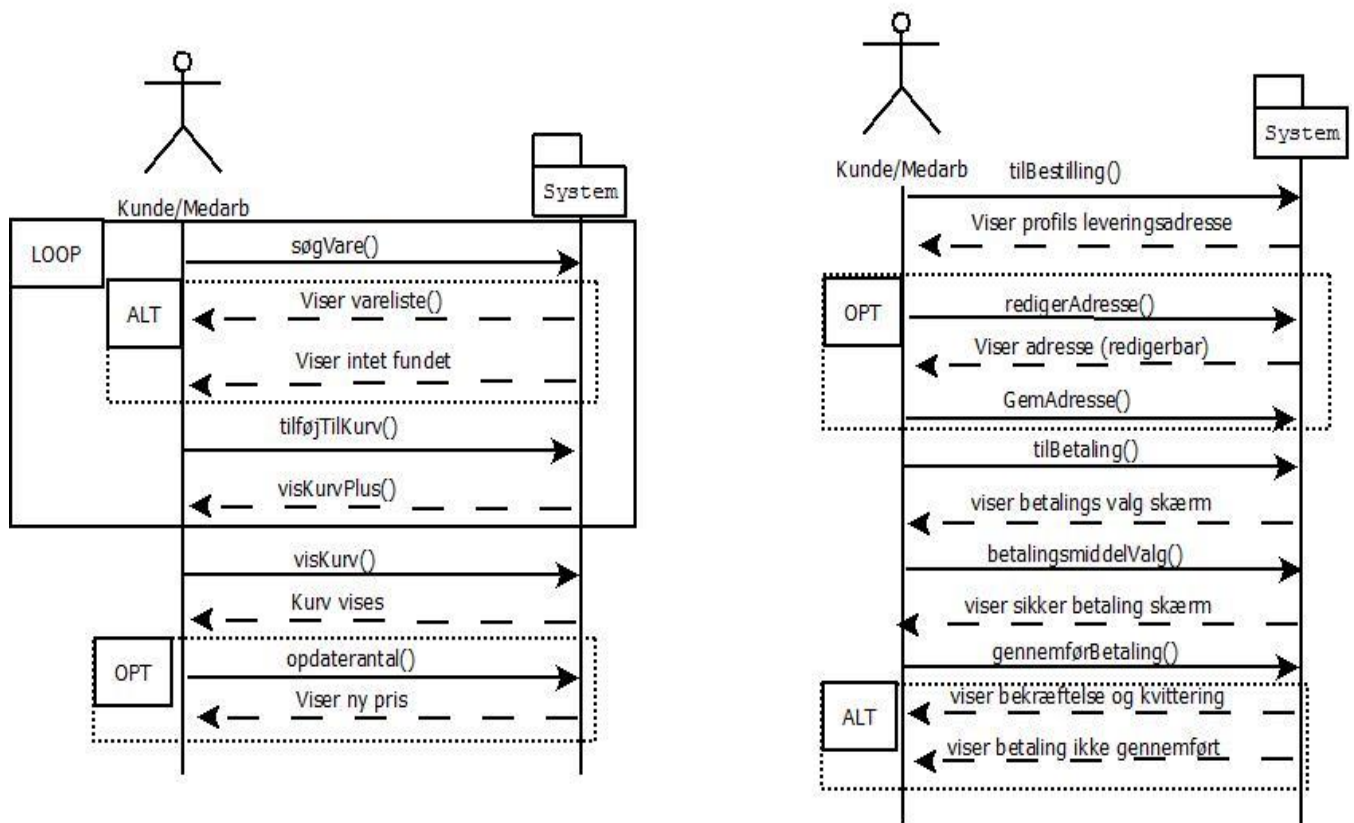 Kunde/Medarb
System
LOOP
søgVare()
ALT
Viser vareliste()
Viser intet fundet
tilføjTilKurv()
visKurvPlus()
visKurv()
Kurv vises
OPT
opdaterantal()
Viser ny pris
Kunde/Medarb
System
tilBestilling()
Viser profils leveringsadresse
OPT
redigerAdresse()
Viser adresse (redigerbar)
GemAdresse()
tilBetaling()
viser betalings valg skærm
betalingsmiddelValg()
viser sikker betaling skærm
gennemførBetaling()
ALT
viser bekræftelse og kvittering
viser betaling ikke gennemført